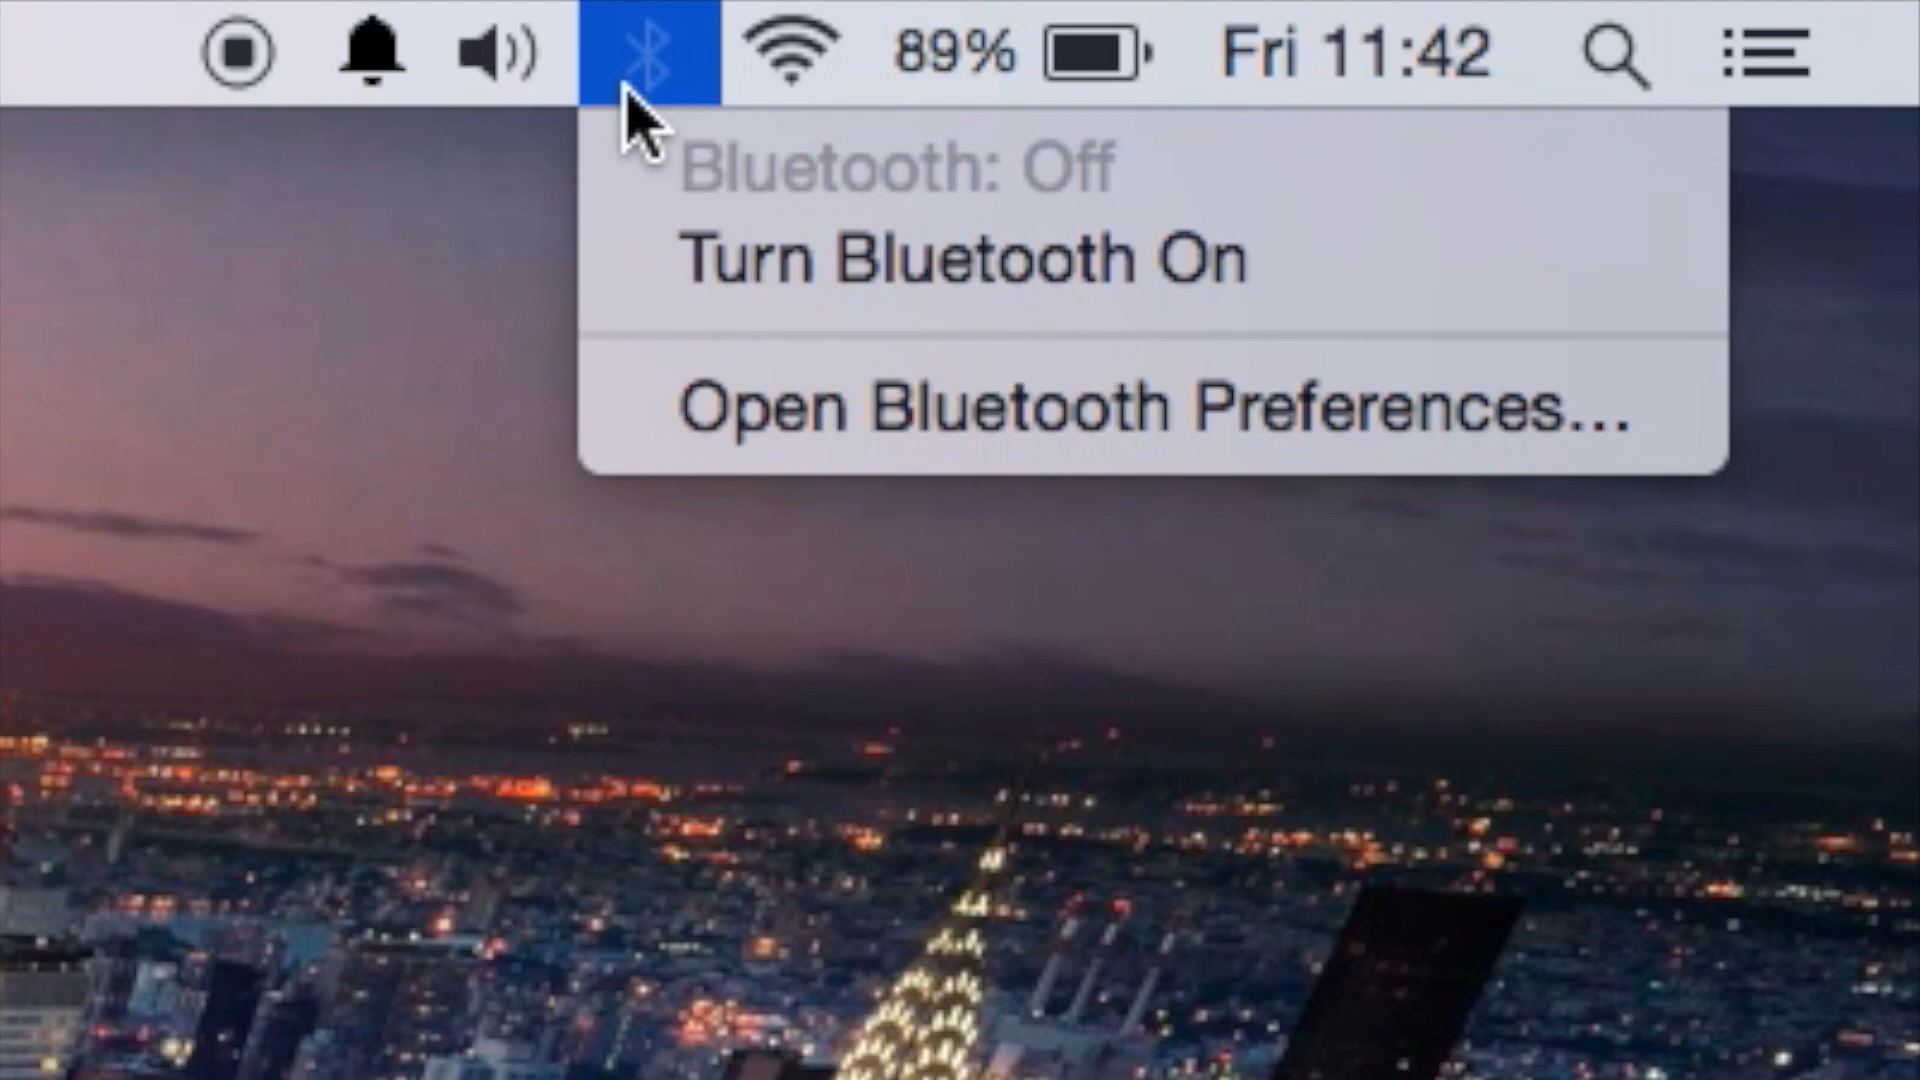 89% Fri 11:42
Bluetooth: Off
Turn Bluetooth On
Open Bluetooth Preferences...